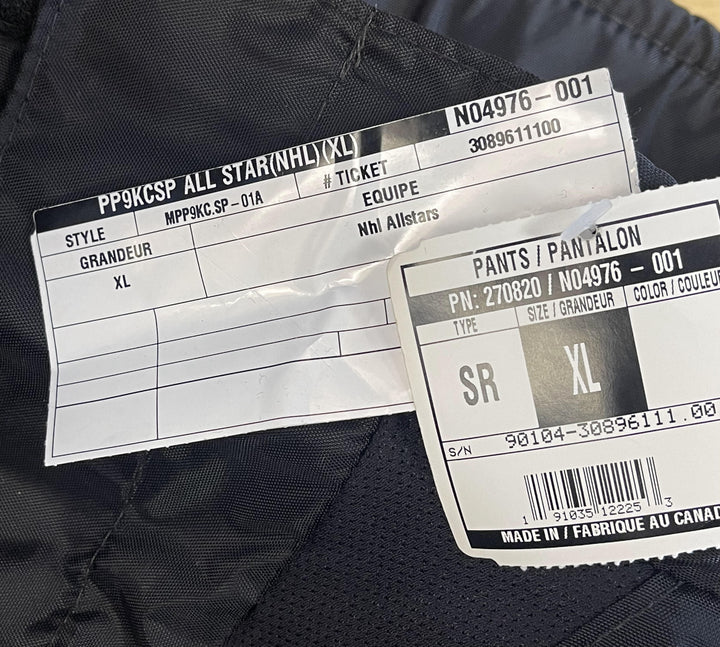 PP9KCSP ALL STAR(NHL)(XL)
N04976-001
STYLE
MPP9KC.SP-01A
# TICKET
3089611100
GRANDEUR
XL
EQUIPE
Nhl Allstars
PANTS / PANTALON
PN: 270820 / N04976 - 001
TYPE
SIZE / GRANDEUR
COLOR / COULEUR
SR
XL
S/N
90104-30896111.00
1 91035 12225 3
MADE IN / FABRIQUE AU CANAD